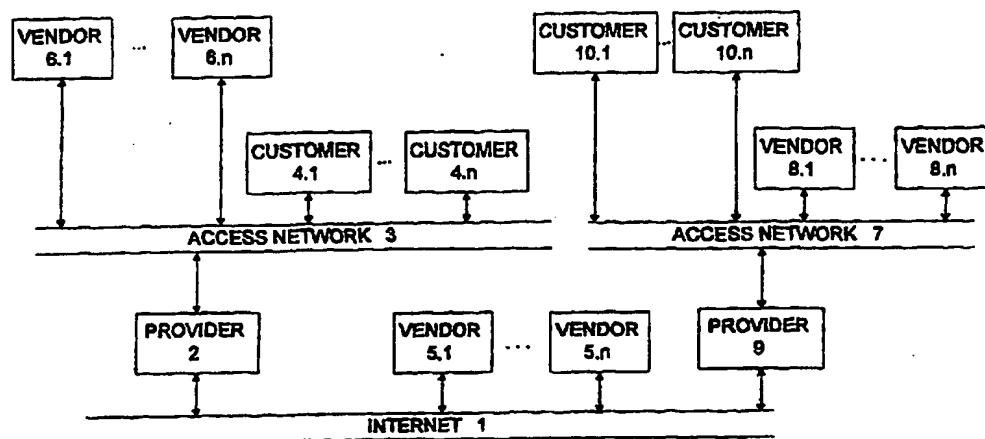 VENDOR
6.1
...
VENDOR
6.n
CUSTOMER
10.1
...
CUSTOMER
10.n
CUSTOMER
4.1
...
CUSTOMER
4.n
VENDOR
8.1
...
VENDOR
8.n
ACCESS NETWORK 3
ACCESS NETWORK 7
PROVIDER
2
VENDOR
5.1
...
VENDOR
5.n
PROVIDER
9
INTERNET 1